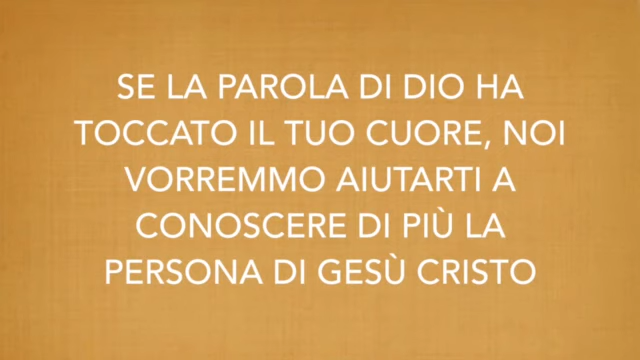 SE LA PAROLA DI DIO HA
TOCCATO IL TUO CUORE, NOI
VORREMMO AIUTARTI A
CONOSCERE DI PIÙ LA
PERSONA DI GESÙ CRISTO